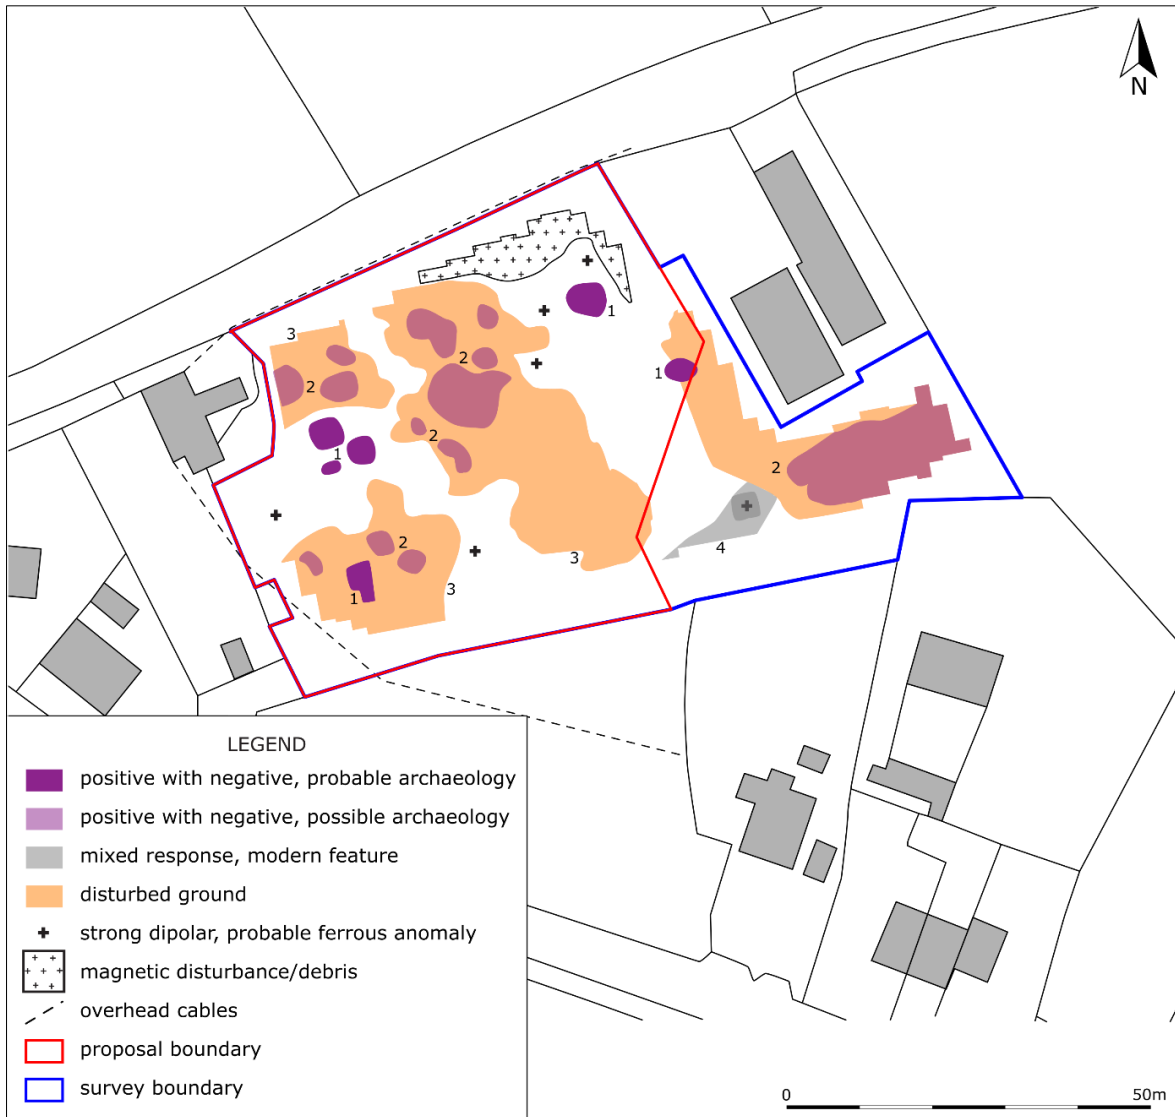 N
1
3
2
2
1
1
2
2
4
2
3
3
1
LEGEND
positive with negative, probable archaeology
positive with negative, possible archaeology
mixed response, modern feature
disturbed ground
strong dipolar, probable ferrous anomaly
magnetic disturbance/debris
overhead cables
proposal boundary
survey boundary
0 50m